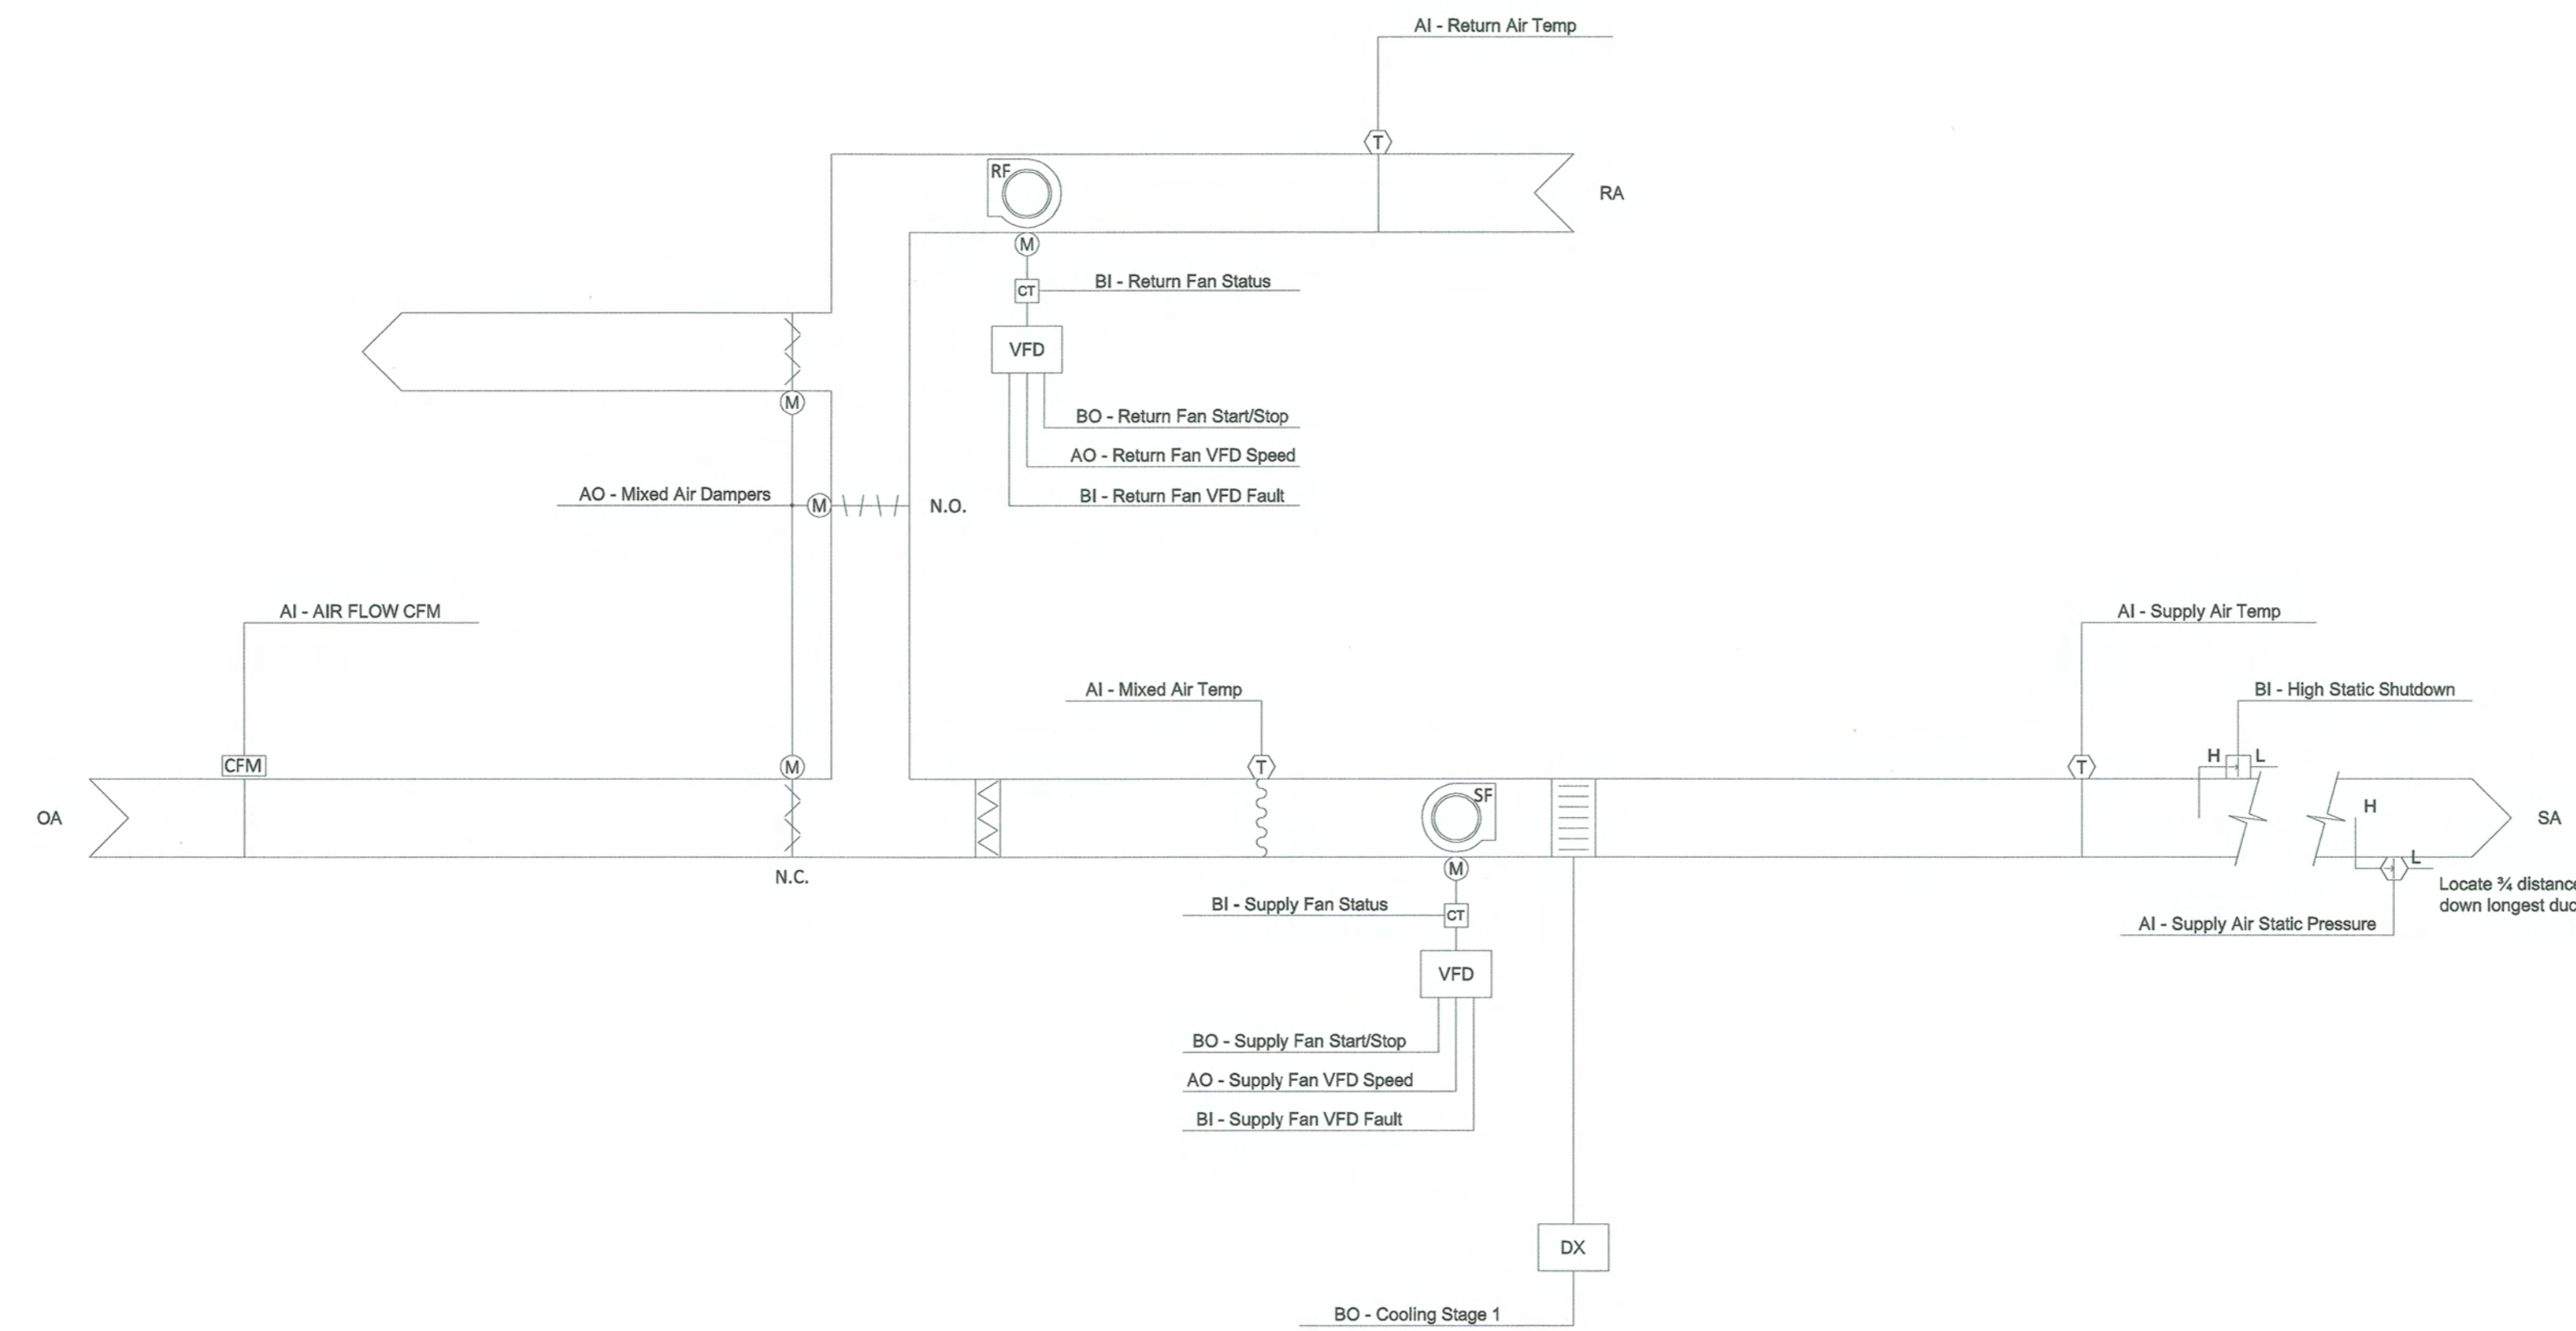 AI - Return Air Temp
T
RF
RA
M
CT
BI - Return Fan Status
VFD
M
BO - Return Fan Start/Stop
AO - Return Fan VFD Speed
AO - Mixed Air Dampers
M
N.O.
BI - Return Fan VFD Fault
AI - AIR FLOW CFM
AI - Supply Air Temp
AI - Mixed Air Temp
BI - High Static Shutdown
CFM
M
T
T
H
L
OA
SF
H
SA
N.C.
M
L
Locate ¾ distance
down longest
BI - Supply Fan Status
CT
AI - Supply Air Static Pressure
VFD
BO - Supply Fan Start/Stop
AO - Supply Fan VFD Speed
BI - Supply Fan VFD Fault
DX
BO - Cooling Stage 1